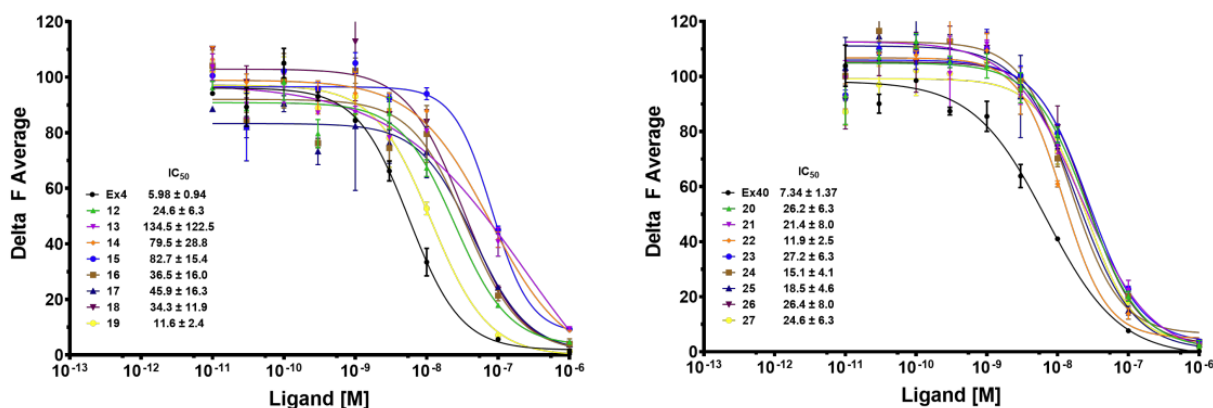 Delta F Average
120
100
80
60
40
20
0
IC50
Ex4 5.98 ± 0.94
12 24.6 ± 6.3
13 134.5 ± 122.5
14 79.5 ± 28.8
15 82.7 ± 15.4
16 36.5 ± 16.0
17 45.9 ± 16.3
18 34.3 ± 11.9
19 11.6 ± 2.4
10-13 10-12 10-11 10-10 10-9 10-8 10-7 10-6
Ligand [M]
Delta F Average
120
100
80
60
40
20
0
IC50
Ex40 7.34 ± 1.37
20 26.2 ± 6.3
21 21.4 ± 8.0
22 11.9 ± 2.5
23 27.2 ± 6.3
24 15.1 ± 4.1
25 18.5 ± 4.6
26 26.4 ± 8.0
27 24.6 ± 6.3
10-13 10-12 10-11 10-10 10-9 10-8 10-7 10-6
Ligand [M]